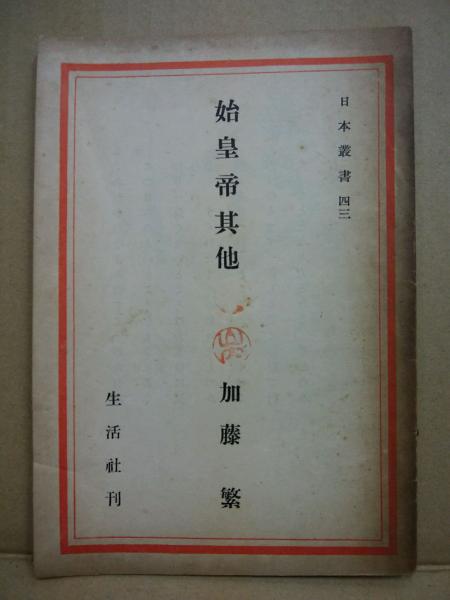 日本叢書 四三
始皇帝其他
加藤 繁
生活社刊